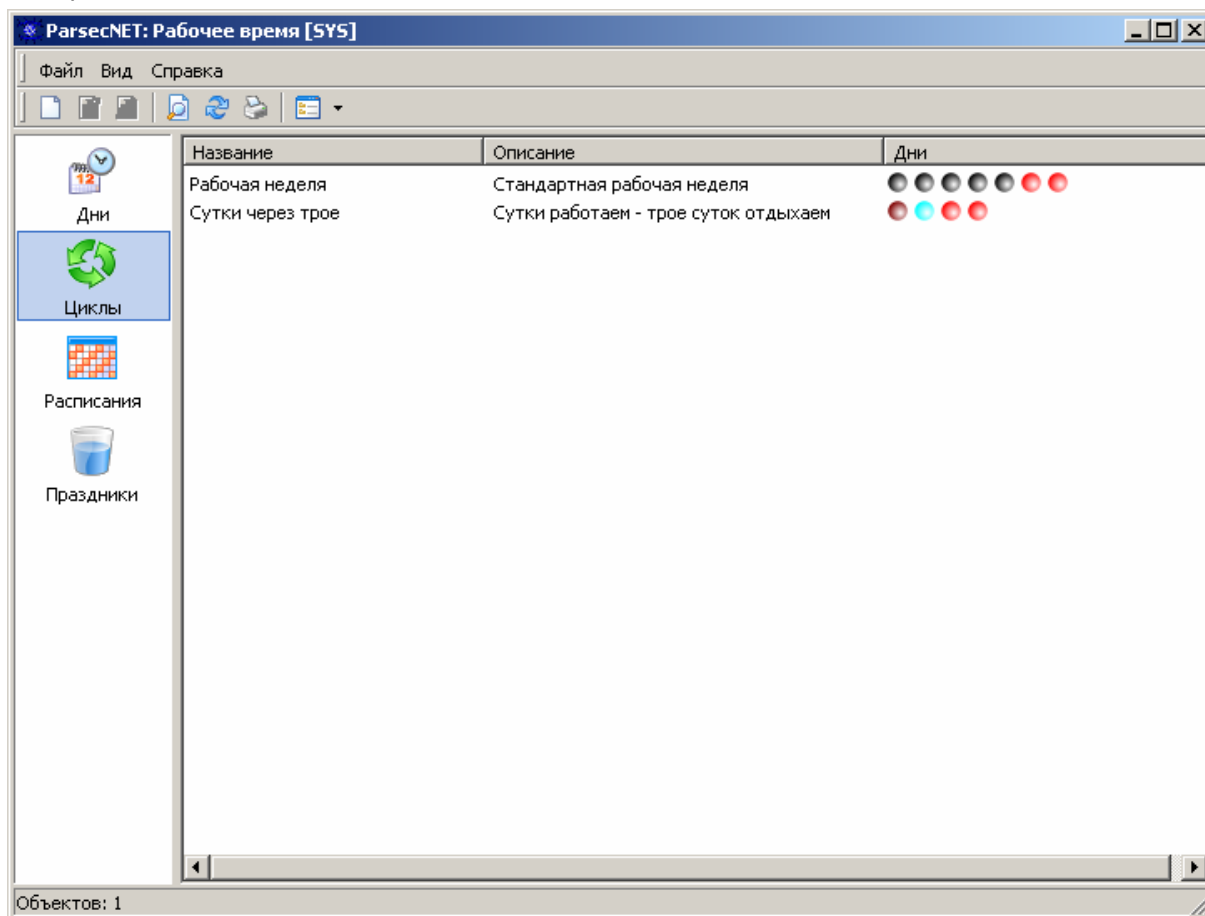 ParsecNET: Рабочее время [SYS]
Файл Вид Справка
Название Описание Дни
Рабочая неделя Стандартная рабочая неделя
Сутки через трое Сутки работаем - трое суток отдыхаем
12
Дни
Циклы
Расписания
Праздники
Объектов: 1